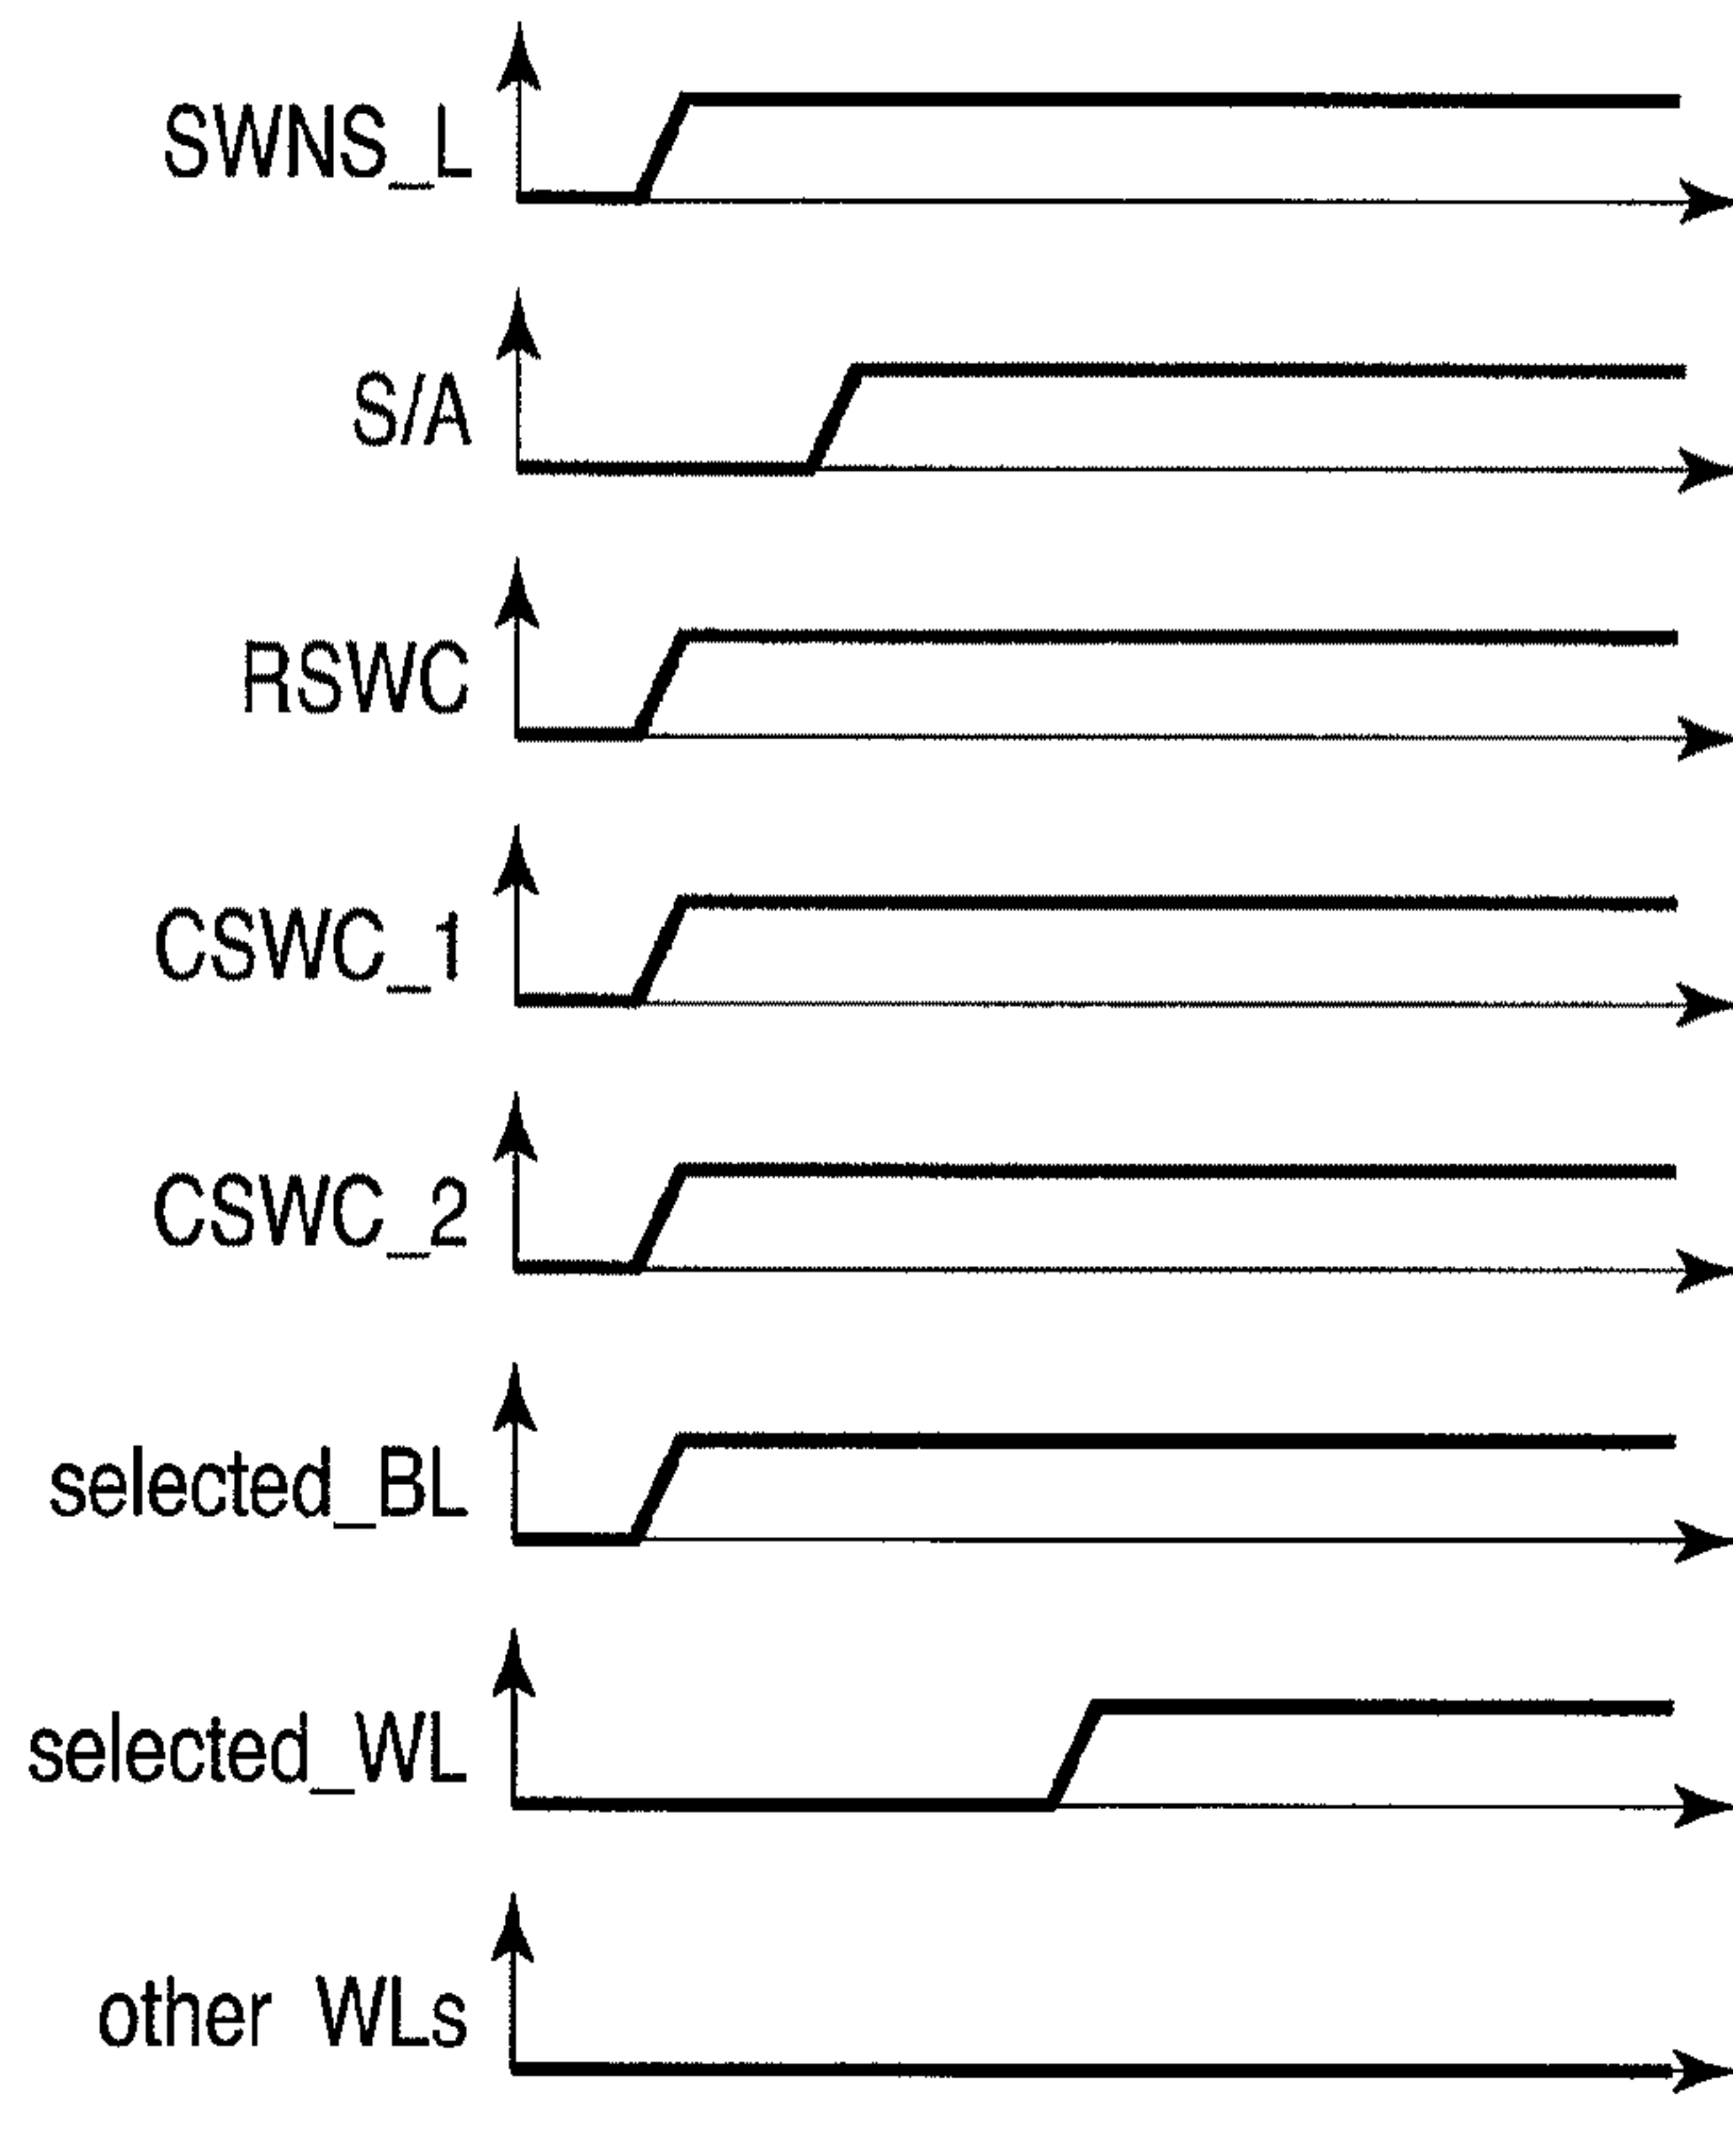 SWNS_L
S/A
RSWC
CSWC_1
CSWC_2
selected_BL
selected_WL
other WLs